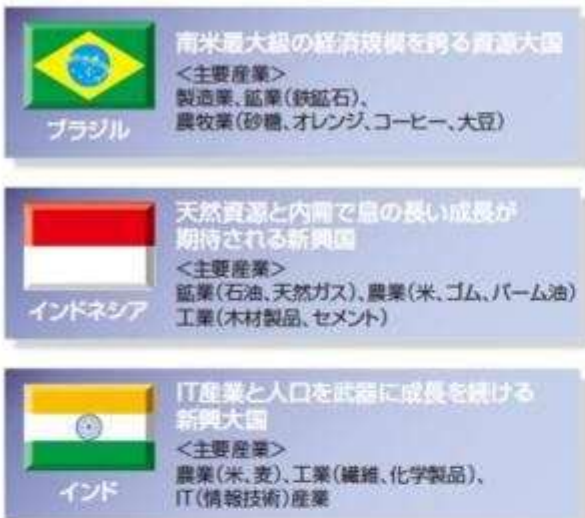 南米最大級の経済規模を誇る資源大国
<主要産業>
製造業、鉱業(鉄鉱石)、
農牧業(砂糖、オレンジ、コーヒー、大豆)
ブラジル
天然資源と内需で息の長い成長が
期待される新興国
<主要産業>
鉱業(石油、天然ガス)、農業(米、ゴム、パーム油)
工業(木材製品、セメント)
インドネシア
IT産業と人口を武器に成長を続ける
新興大国
<主要産業>
農業(米、麦)、工業(繊維、化学製品)、
IT(情報技術)産業
インド